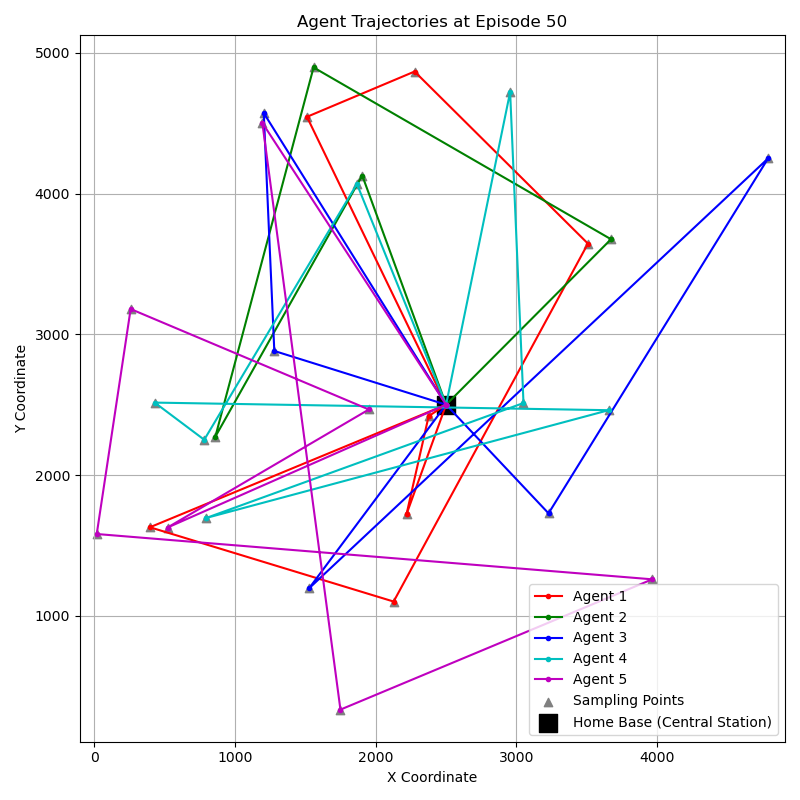 Agent Trajectories at Episode 50
Y Coordinate
5000
4000
3000
2000
1000
0
1000
2000
3000
4000
X Coordinate
Agent 1
Agent 2
Agent 3
Agent 4
Agent 5
Sampling Points
Home Base (Central Station)